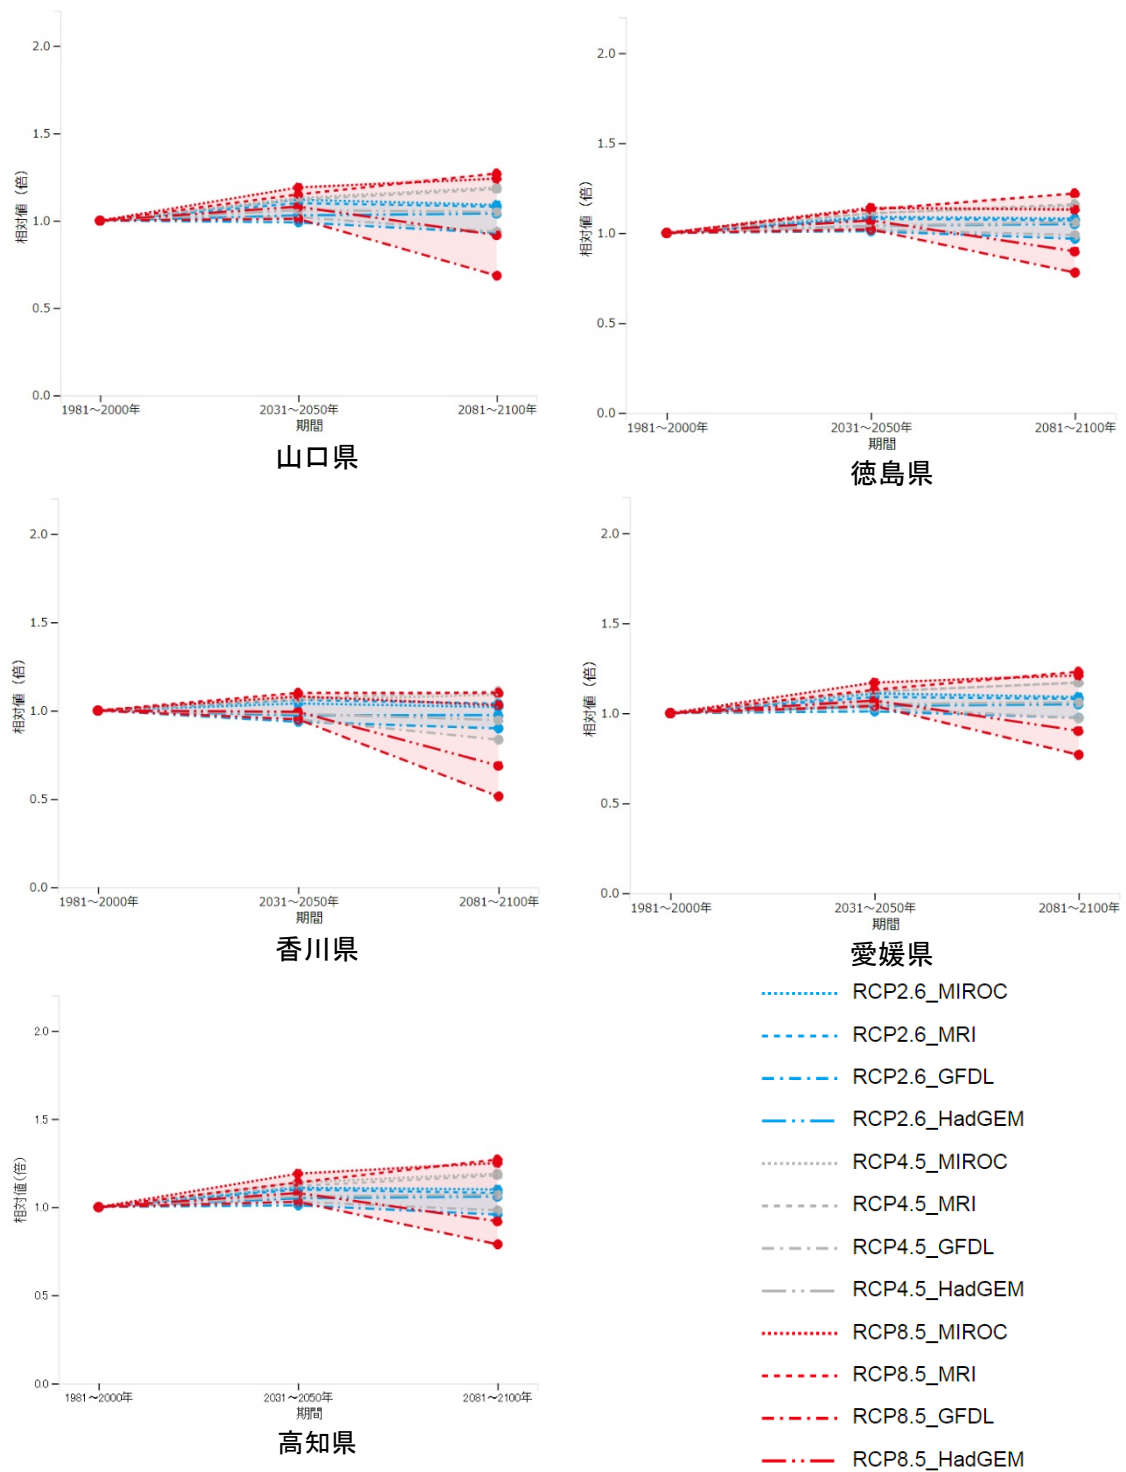 2.0
1.5
1.0
0.5
0.0
相対値（倍）
1981～2000年
2031～2050年
2081～2100年
期間
山口県
2.0
1.5
1.0
0.5
0.0
相対値（倍）
1981～2000年
2031～2050年
2081～2100年
期間
徳島県
2.0
1.5
1.0
0.5
0.0
相対値（倍）
1981～2000年
2031～2050年
2081～2100年
期間
香川県
2.0
1.5
1.0
0.5
0.0
相対値（倍）
1981～2000年
2031～2050年
2081～2100年
期間
愛媛県
2.0
1.5
1.0
0.5
0.0
相対値(倍)
1981～2000年
2031～2050年
2081～2100年
期間
高知県
RCP2.6_MIROC
RCP2.6_MRI
RCP2.6_GFDL
RCP2.6_HadGEM
RCP4.5_MIROC
RCP4.5_MRI
RCP4.5_GFDL
RCP4.5_HadGEM
RCP8.5_MIROC
RCP8.5_MRI
RCP8.5_GFDL
RCP8.5_HadGEM